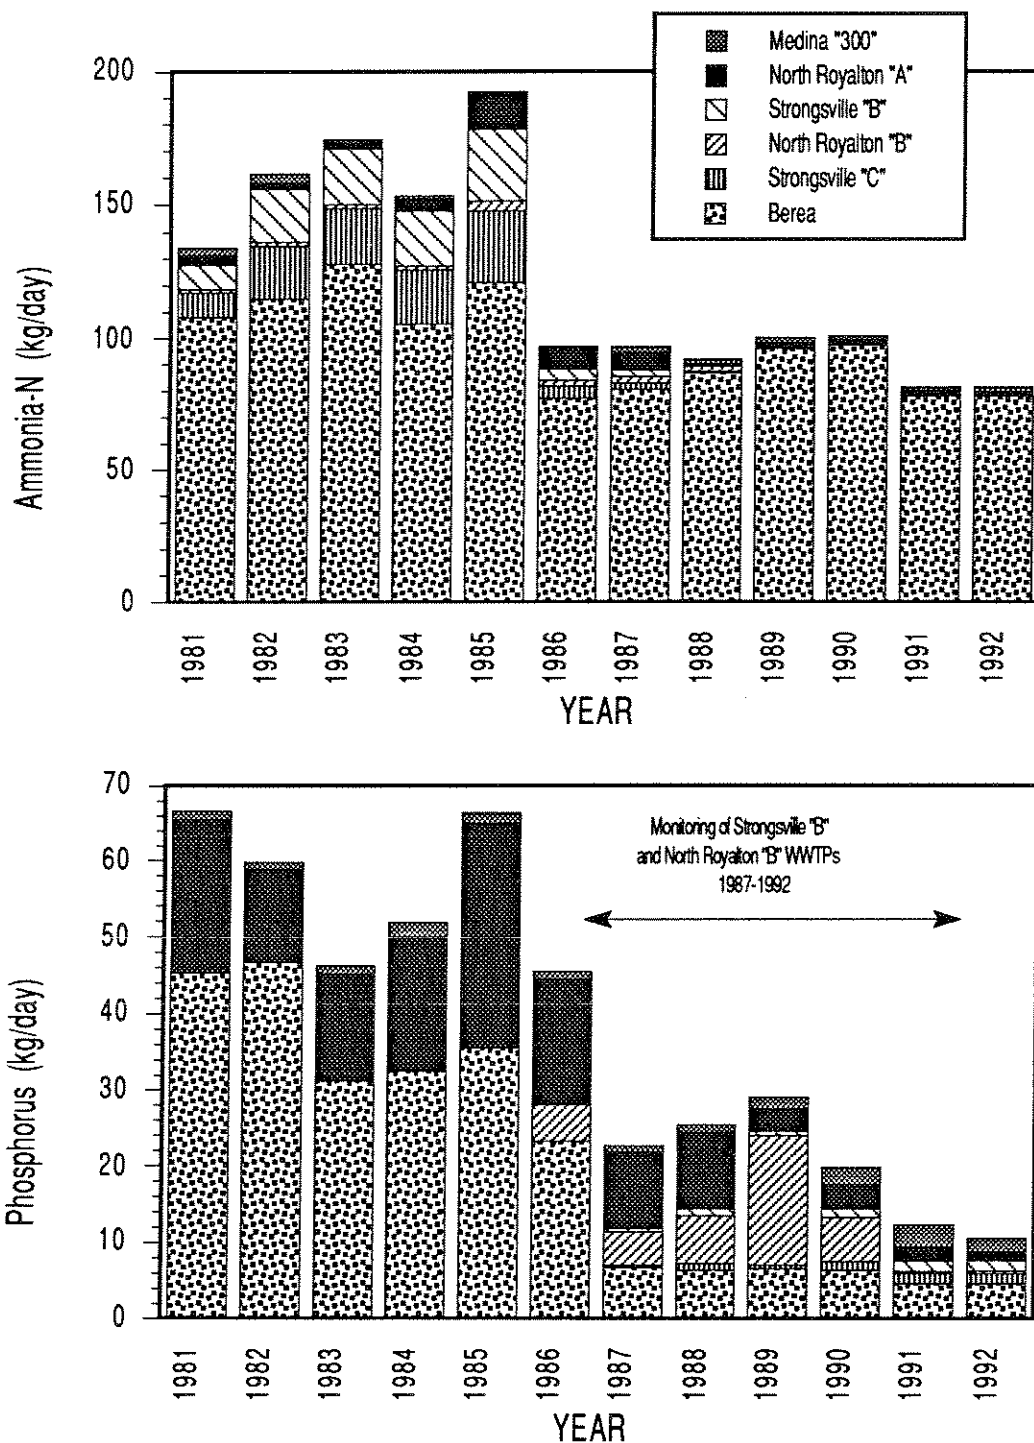 Medina "300"
North Royalton "A"
Strongsville "B"
North Royalton "B"
Strongsville "C"
Berea
200
150
100
50
0
Ammonia-N (kg/day)
1981 1982 1983 1984 1985 1986 1987 1988 1989 1990 1991 1992
YEAR
70
60
50
40
30
20
10
0
Phosphorus (kg/day)
Monitoring of Strongsville "B"
and North Royalton "B" WWTPs
1987-1992
1981 1982 1983 1984 1985 1986 1987 1988 1989 1990 1991 1992
YEAR